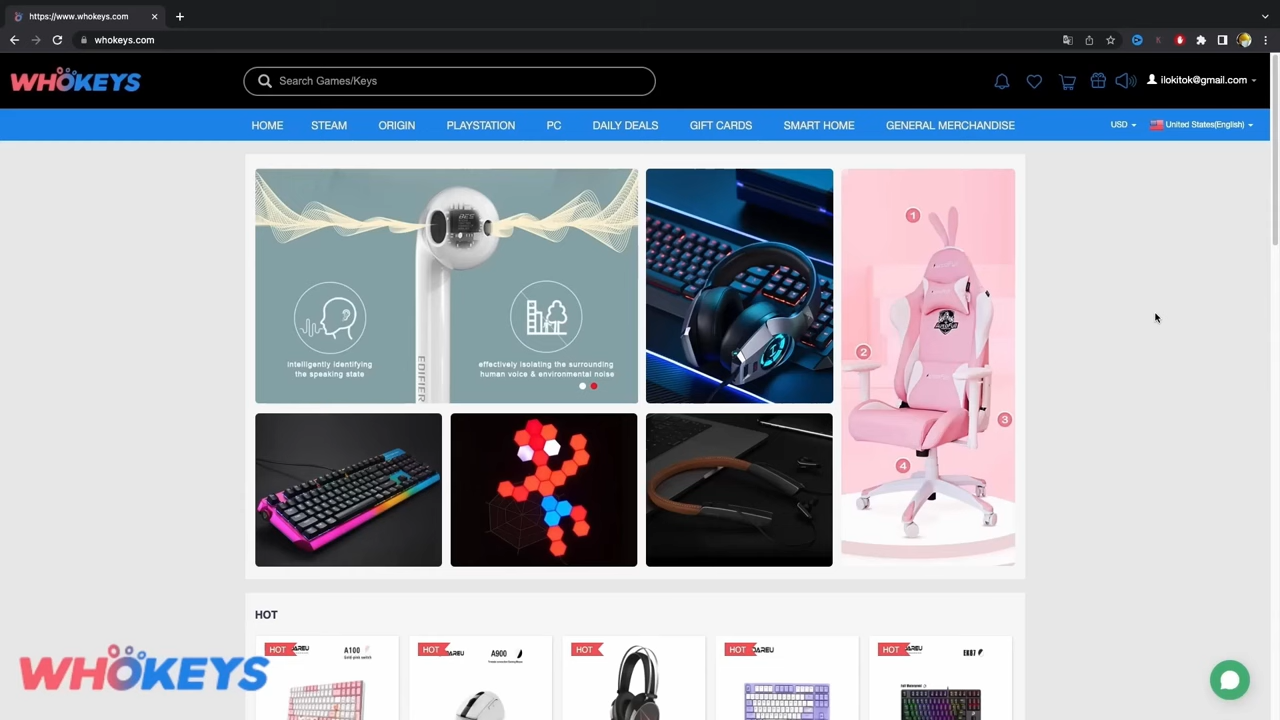 https://www.whokeys.com
whokeys.com
WHOKEYS
Search Games/Keys
ilokitok@gmail.com
HOME STEAM ORIGIN PLAYSTATION PC DAILY DEALS GIFT CARDS SMART HOME GENERAL MERCHANDISE
USD
United States(English)
intelligently identifying
the speaking state
effectively isolating the surrounding
human voice & environmental noise
EDIFIER
1
2
3
4
HOT
HOT
A100
HOT
A900
HOT
HOT
HOT
EK87
WHOKEYS